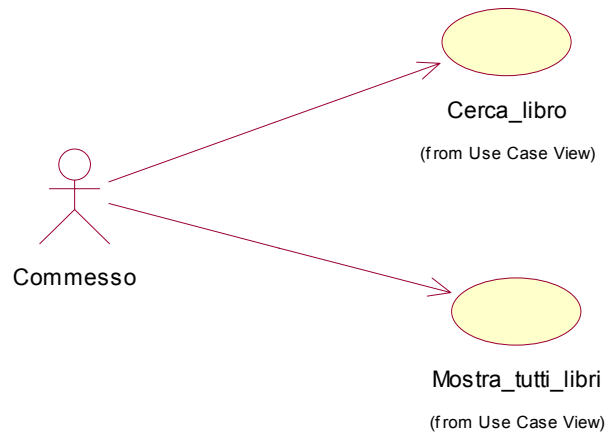 Cerca_libro
(from Use Case View)
Commesso
Mostra_tutti_libri
(from Use Case View)